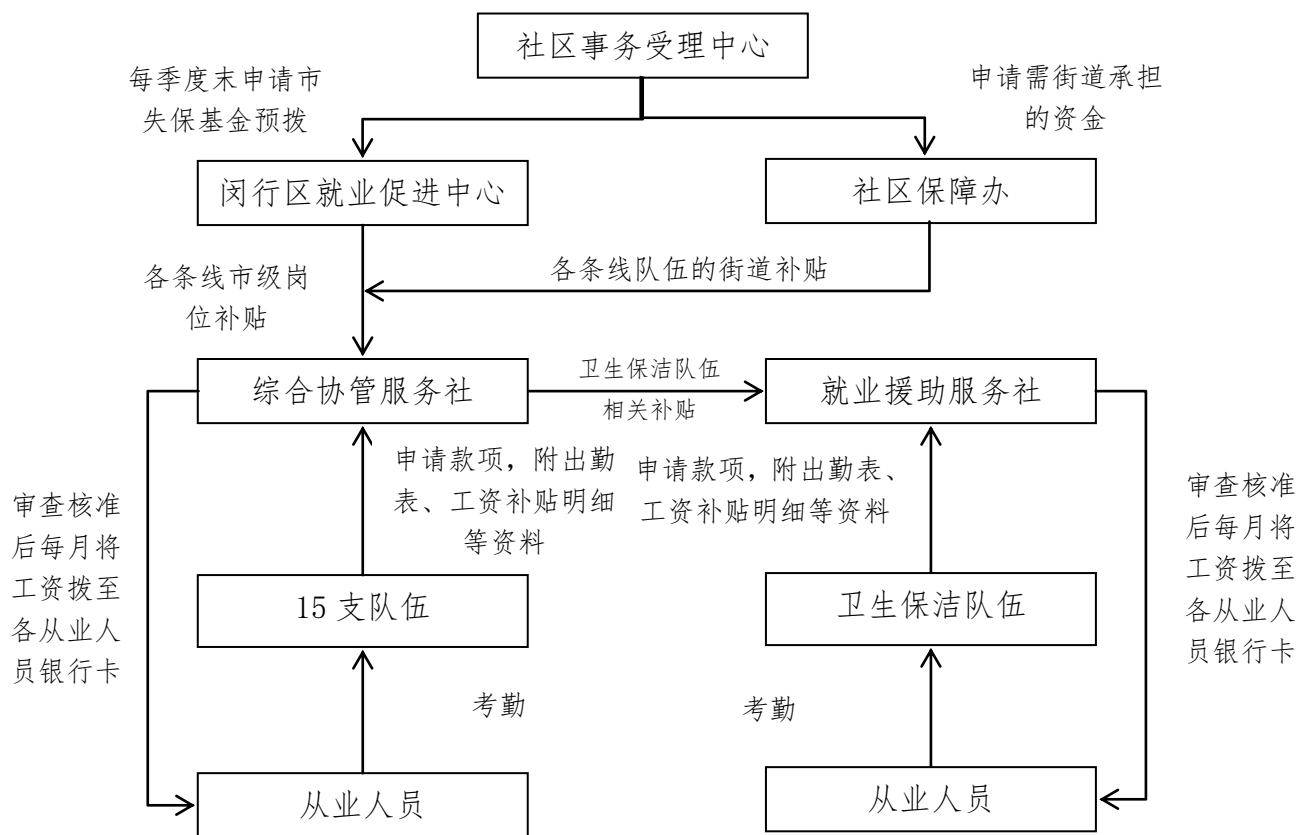 社区事务受理中心
每季度末申请市
失保基金预拨
申请需街道承担
的资金
闵行区就业促进中心
社区保障办
各条线市级岗
位补贴
各条线队伍的街道补贴
综合协管服务社
卫生保洁队伍
相关补贴
就业援助服务社
申请款项，附出勤
表、工资补贴明细
等资料
申请款项，附出勤表、
工资补贴明细等资料
审查核准
后每月将
工资拨至
各从业人
员银行卡
审查核准
后每月将
工资拨至
各从业人
员银行卡
15 支队伍
卫生保洁队伍
考勤
考勤
从业人员
从业人员